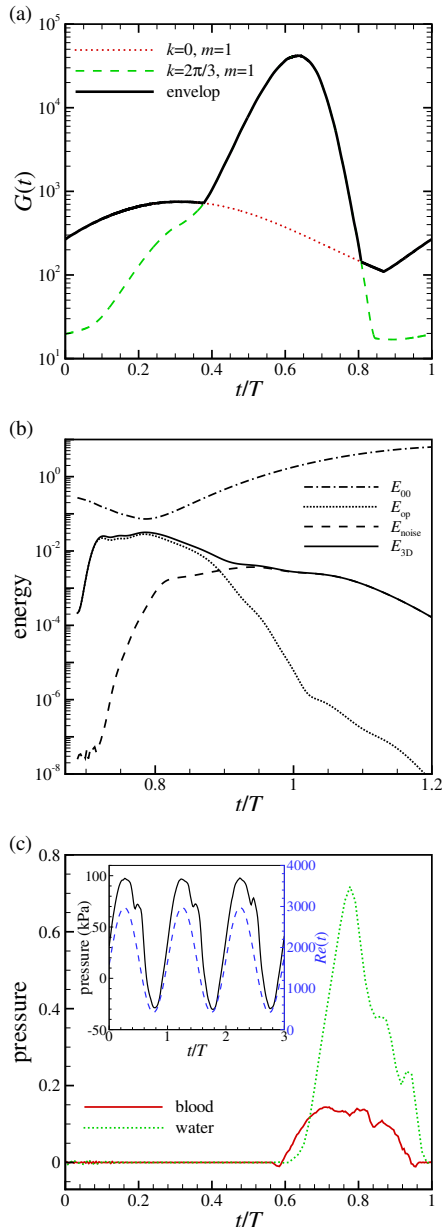 (a)
k=0, m=1
k=2π/3, m=1
envelop
G(t)
10^5
10^4
10^3
10^2
10^1
0 0.2 0.4 0.6 0.8 1
t/T
(b)
E_00
E_op
E_noise
E_3D
energy
10^0
10^-2
10^-4
10^-6
10^-8
0.8 1 1.2
t/T
(c)
pressure
0.8
0.6
0.4
0.2
0
pressure (kPa)
100
50
0
-50
4000
3000
2000
1000
0
Re(t)
0 1 2 3
t/T
blood
water
0 0.2 0.4 0.6 0.8 1
t/T